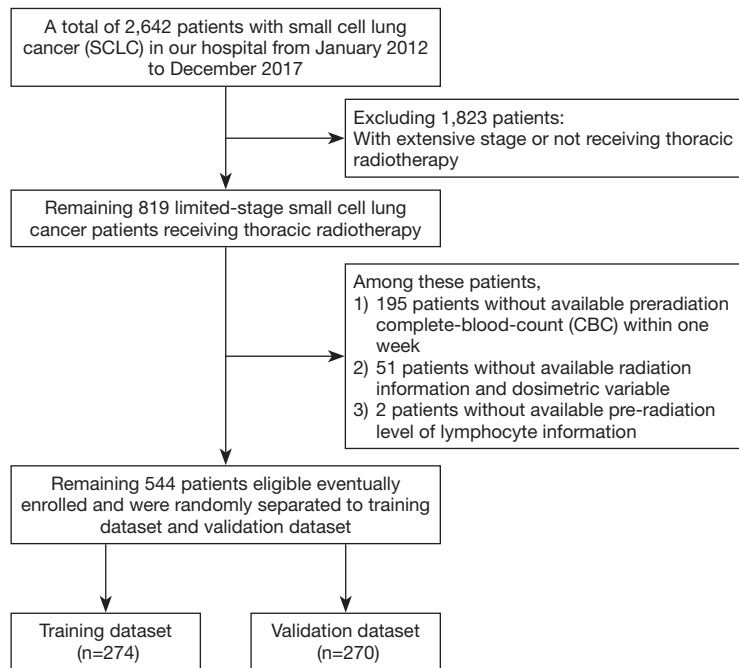 A total of 2,642 patients with small cell lung
cancer (SCLC) in our hospital from January 2012
to December 2017
Excluding 1,823 patients:
With extensive stage or not receiving thoracic
radiotherapy
Remaining 819 limited-stage small cell lung
cancer patients receiving thoracic radiotherapy
Among these patients,
1) 195 patients without available preradiation
complete-blood-count (CBC) within one
week
2) 51 patients without available radiation
information and dosimetric variable
3) 2 patients without available pre-radiation
level of lymphocyte information
Remaining 544 patients eligible eventually
enrolled and were randomly separated to training
dataset and validation dataset
Training dataset
(n=274)
Validation dataset
(n=270)